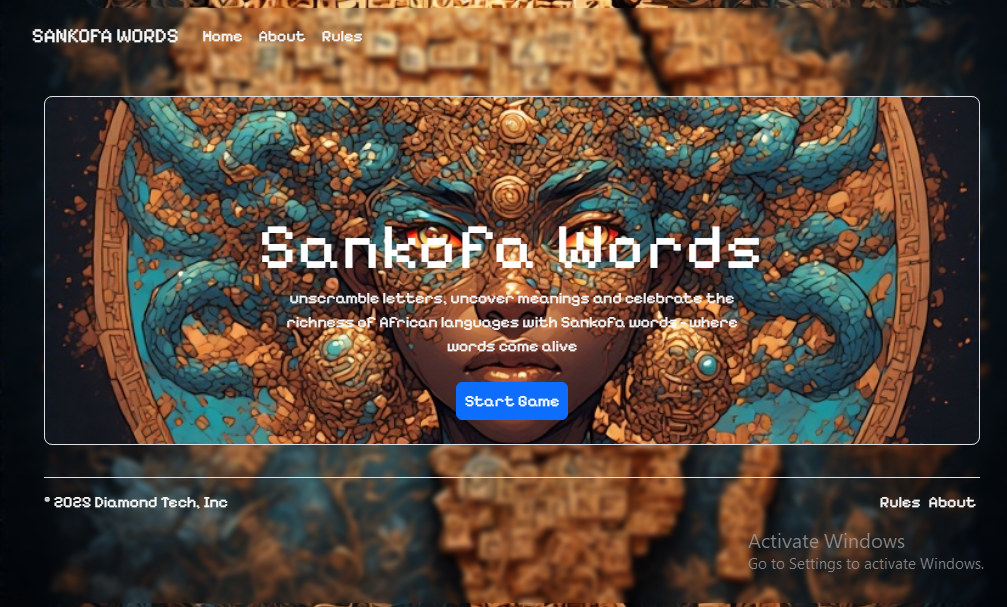 SANKOFA WORDS Home About Rules
Sankofa Words
unscramble letters, uncover meanings and celebrate the
richness of African languages with Sankofa words-where
words come alive
Start Game
© 2023 Diamond Tech, Inc Rules About
Activate Windows
Go to Settings to activate Windows.